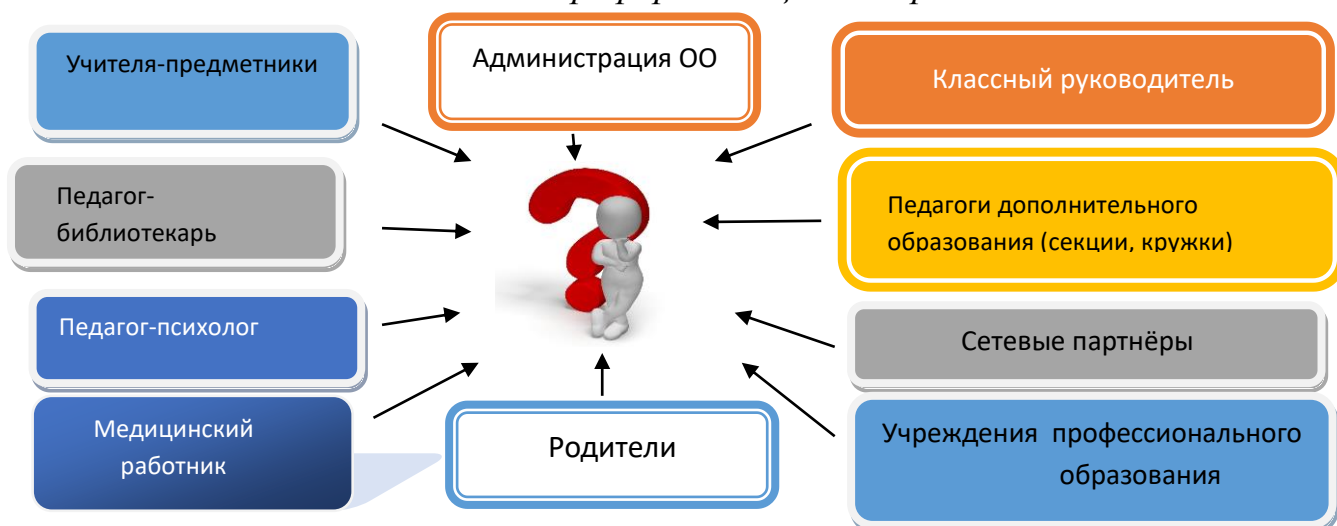 Учителя-предметники
Администрация ОО
Классный руководитель
Педагог-
библиотекарь
Педагоги дополнительного
образования (секции, кружки)
Педагог-психолог
Сетевые партнёры
Медицинский
работник
Родители
Учреждения профессионального
образования